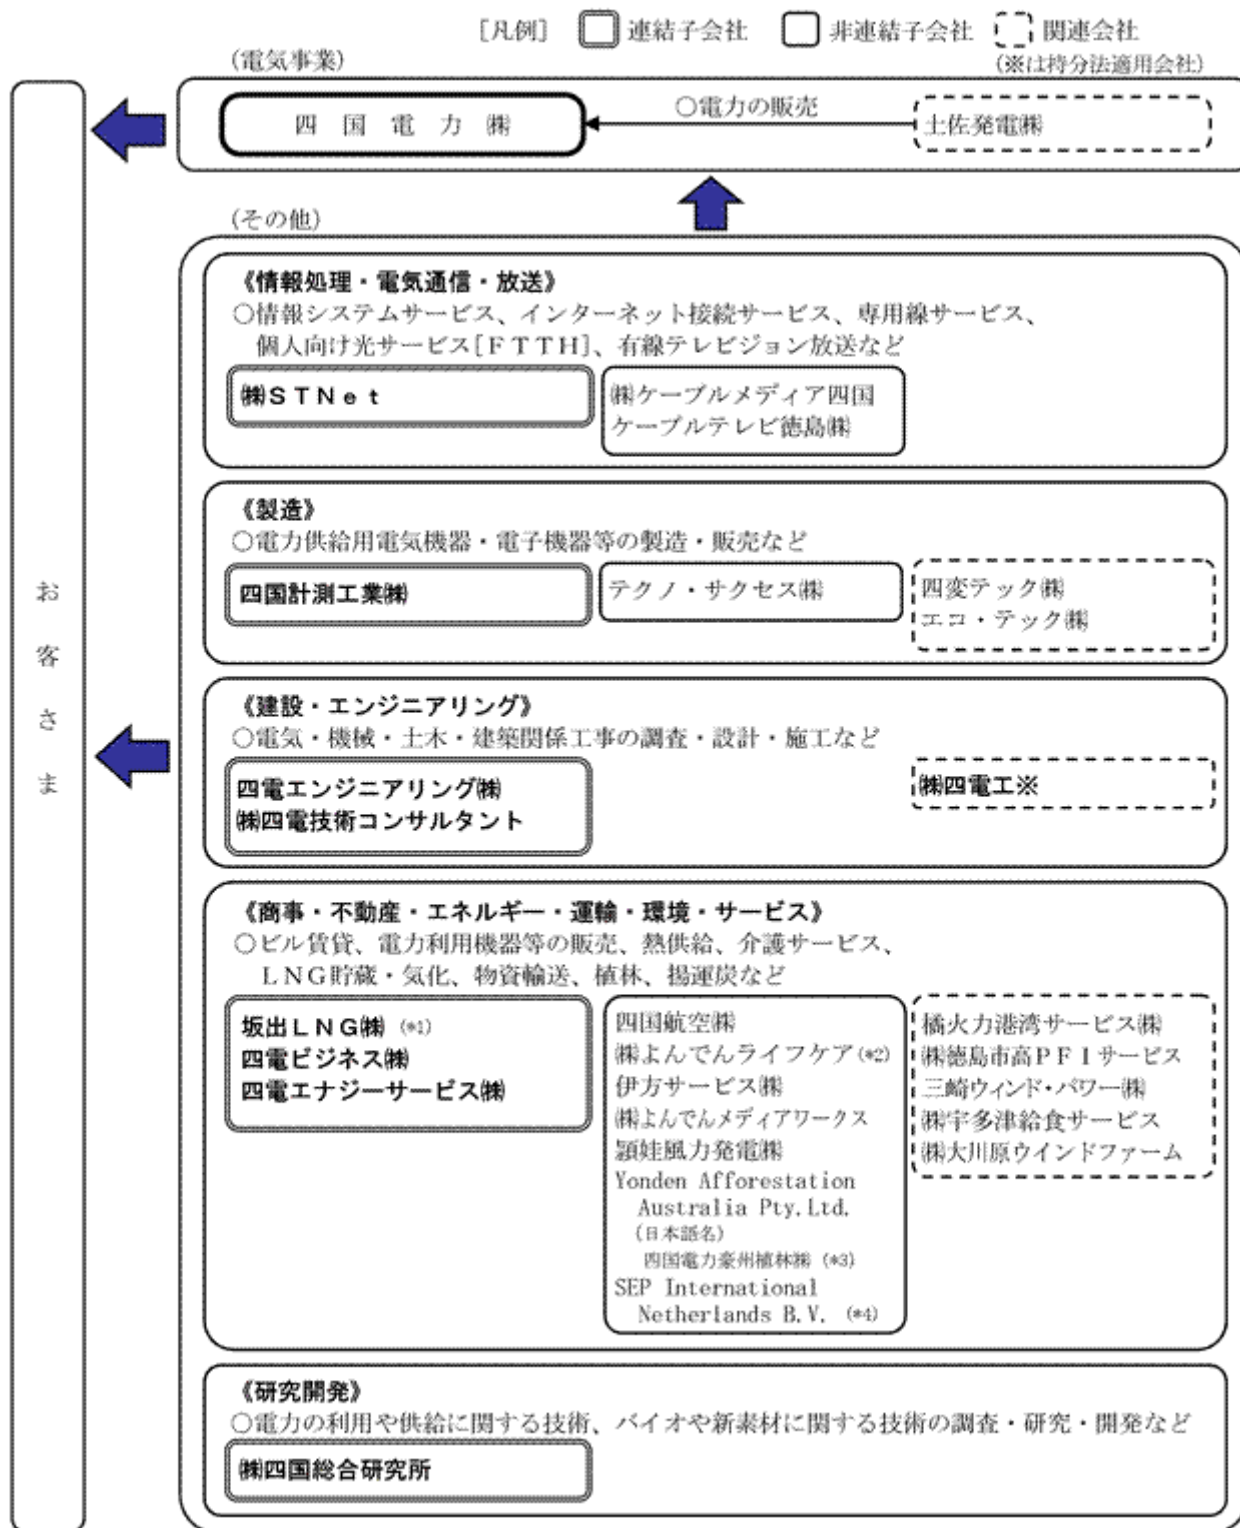 ［凡例］ 連結子会社 非連結子会社 関連会社
(※は持分法適用会社)
(電気事業)
四国電力㈱
○電力の販売
土佐発電㈱
(その他)
《情報処理・電気通信・放送》
○情報システムサービス、インターネット接続サービス、専用線サービス、
個人向け光サービス[ＦＴＴＨ]、有線テレビジョン放送など
㈱ＳＴＮｅｔ
㈱ケーブルメディア四国
ケーブルテレビ徳島㈱
《製造》
○電力供給用電気機器・電子機器等の製造・販売など
四国計測工業㈱
テクノ・サクセス㈱
四変テック㈱
エコ・テック㈱
《建設・エンジニアリング》
○電気・機械・土木・建築関係工事の調査・設計・施工など
四電エンジニアリング㈱
㈱四電技術コンサルタント
㈱四電工※
《商事・不動産・エネルギー・運輸・環境・サービス》
○ビル賃貸、電力利用機器等の販売、熱供給、介護サービス、
ＬＮＧ貯蔵・気化、物資輸送、植林、揚運炭など
坂出ＬＮＧ㈱ (*1)
四電ビジネス㈱
四電エナジーサービス㈱
四国航空㈱
㈱よんでんライフケア(*2)
伊方サービス㈱
㈱よんでんメディアワークス
頴娃風力発電㈱
Yonden Afforestation
Australia Pty.Ltd.
(日本語名)
四国電力豪州植林㈱ (*3)
SEP International
Netherlands B.V. (*4)
橘火力港湾サービス㈱
㈱徳島市高ＰＦＩサービス
三崎ウィンド・パワー㈱
㈱宇多津給食サービス
㈱大川原ウインドファーム
《研究開発》
○電力の利用や供給に関する技術、バイオや新素材に関する技術の調査・研究・開発など
㈱四国総合研究所
お客さま